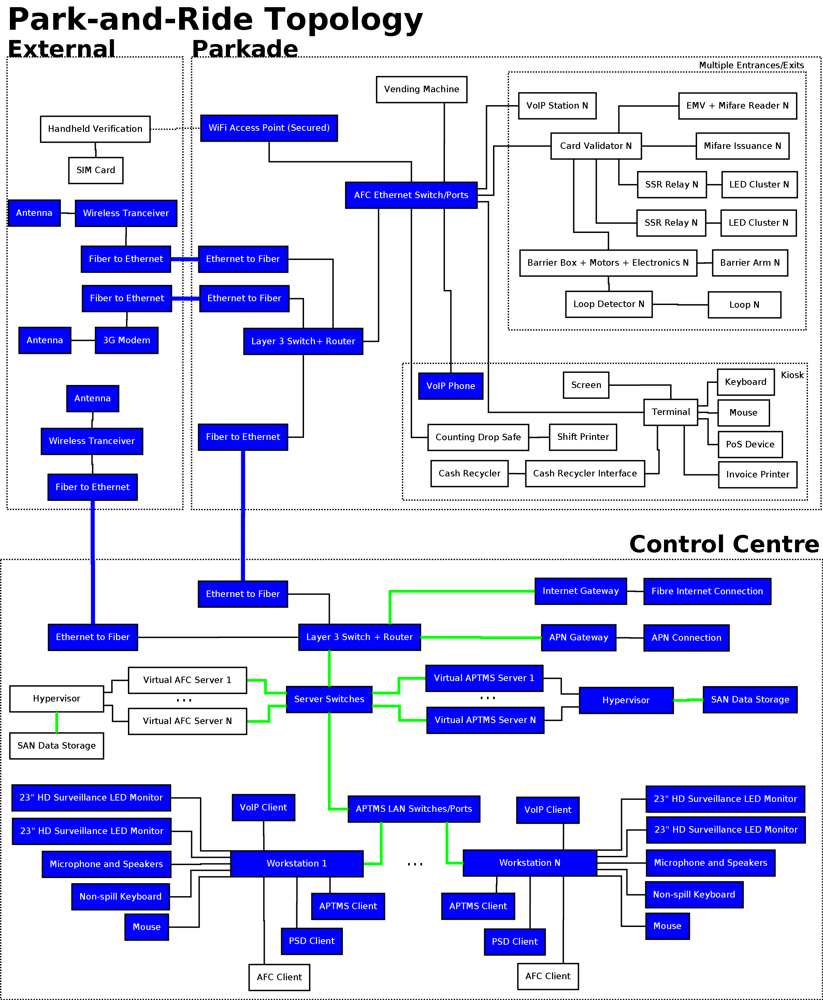 Park-and-Ride Topology
External
Parkade
Multiple Entrances/Exits
Vending Machine
VoIP Station N
EMV + Mifare Reader N
Handheld Verification
WiFi Access Point (Secured)
Card Validator N
Mifare Issuance N
SIM Card
SSR Relay N
LED Cluster N
AFC Ethernet Switch/Ports
Antenna
Wireless Tranceiver
SSR Relay N
LED Cluster N
Fiber to Ethernet
Ethernet to Fiber
Barrier Box + Motors + Electronics N
Barrier Arm N
Fiber to Ethernet
Ethernet to Fiber
Loop Detector N
Loop N
Antenna
3G Modem
Layer 3 Switch+ Router
Kiosk
VoIP Phone
Screen
Keyboard
Antenna
Terminal
Mouse
Wireless Tranceiver
Fiber to Ethernet
Counting Drop Safe
Shift Printer
PoS Device
Cash Recycler
Cash Recycler Interface
Invoice Printer
Fiber to Ethernet
Control Centre
Ethernet to Fiber
Internet Gateway
Fibre Internet Connection
Ethernet to Fiber
Layer 3 Switch + Router
APN Gateway
APN Connection
Virtual AFC Server 1
Virtual APTMS Server 1
Hypervisor
...
Server Switches
...
Hypervisor
SAN Data Storage
Virtual AFC Server N
Virtual APTMS Server N
SAN Data Storage
23" HD Surveillance LED Monitor
VoIP Client
APTMS LAN Switches/Ports
VoIP Client
23" HD Surveillance LED Monitor
23" HD Surveillance LED Monitor
23" HD Surveillance LED Monitor
Microphone and Speakers
Workstation 1
...
Workstation N
Microphone and Speakers
Non-spill Keyboard
APTMS Client
APTMS Client
Non-spill Keyboard
Mouse
PSD Client
PSD Client
Mouse
AFC Client
AFC Client